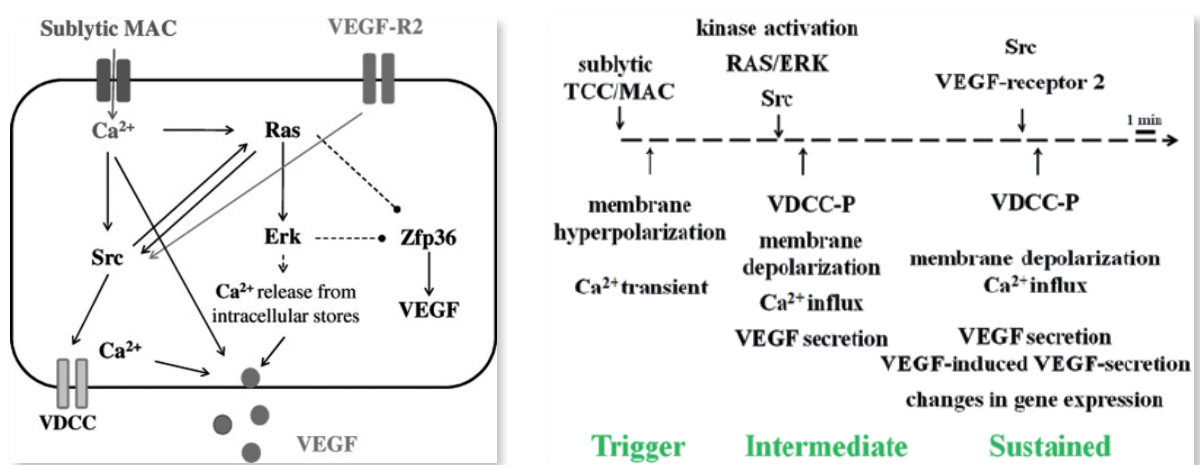 Sublytic MAC
VEGF-R2
Ca²⁺
Ras
Src
Erk
Zfp36
Ca²⁺ release from
intracellular stores
VEGF
Ca²⁺
VDCC
VEGF
kinase activation
RAS/ERK
Src
sublytic
TCC/MAC
Src
VEGF-receptor 2
1 min
membrane
hyperpolarization
Ca²⁺ transient
VDCC-P
membrane
depolarization
Ca²⁺ influx
VEGF secretion
VDCC-P
membrane depolarization
Ca²⁺ influx
VEGF secretion
VEGF-induced VEGF-secretion
changes in gene expression
Trigger
Intermediate
Sustained